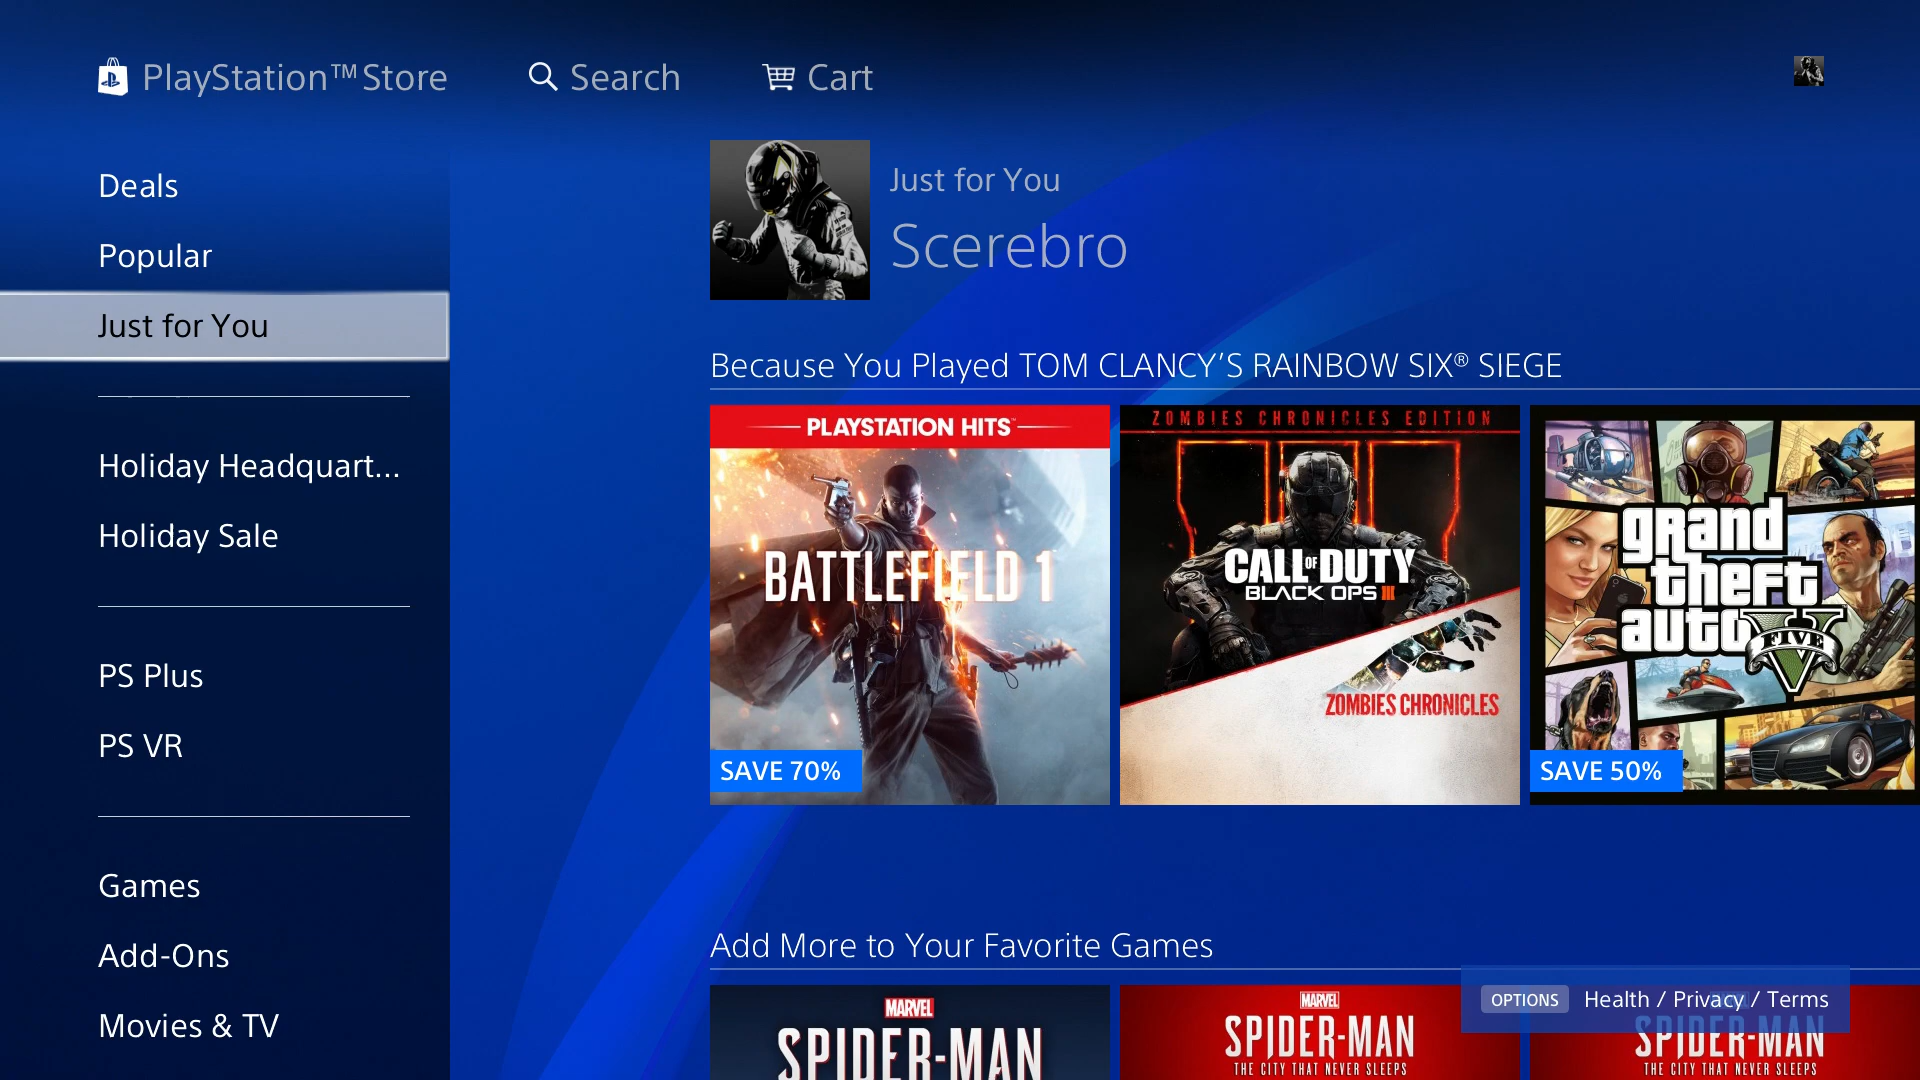 PlayStation™Store
Search
Cart
Deals
Popular
Just for You
Holiday Headquart...
Holiday Sale
PS Plus
PS VR
Games
Add-Ons
Movies & TV
Just for You
Scerebro
Because You Played TOM CLANCY'S RAINBOW SIX® SIEGE
PLAYSTATION HITS™
BATTLEFIELD 1
SAVE 70%
ZOMBIES CHRONICLES EDITION
CALL OF DUTY
BLACK OPS III
ZOMBIES CHRONICLES
grand
theft
auto
FIVE
V
SAVE 50%
Add More to Your Favorite Games
MARVEL
SPIDER-MAN
MARVEL
SPIDER-MAN
THE CITY THAT NEVER SLEEPS
SPIDER-MAN
THE CITY THAT NEVER SLEEPS
OPTIONS Health / Privacy / Terms